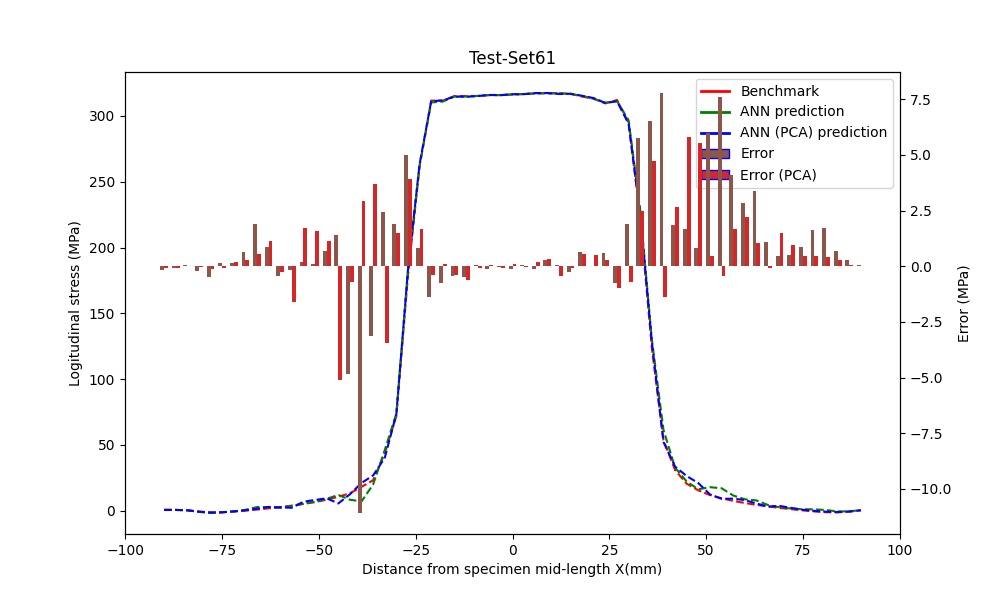 Test-Set61
Benchmark
ANN prediction
ANN (PCA) prediction
Error
Error (PCA)
Logitudinal stress (MPa)
300
250
200
150
100
50
0
7.5
5.0
2.5
0.0
−2.5
−5.0
−7.5
−10.0
Error (MPa)
−100 −75 −50 −25 0 25 50 75 100
Distance from specimen mid-length X(mm)